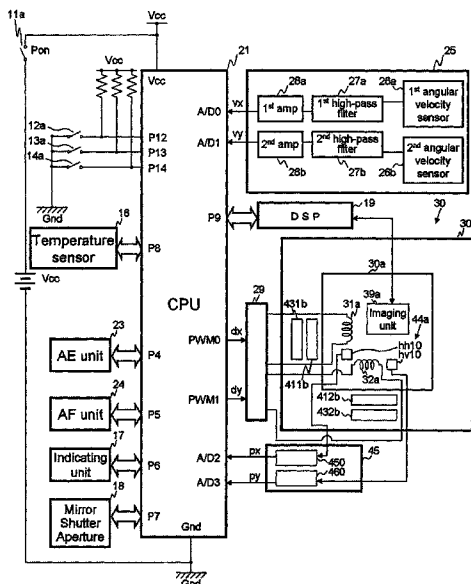 11a
Pon
Vcc
Vcc
21
25
Vcc
12a
13a
14a
P12
P13
P14
Gnd
16
Temperature sensor
P8
Vcc
CPU
23
AE unit
P4
24
AF unit
P5
17
Indicating unit
P6
18
Mirror Shutter Aperture
P7
Gnd
Gnd
A/D0
vx
A/D1
vy
28a
1st amp
27a
1st high-pass filter
26a
1st angular velocity sensor
2nd amp
28b
2nd high-pass filter
27b
2nd angular velocity sensor
26b
P9
DSP
19
30
30a
39a
Imaging unit
44a
31a
hh10
hv10
32a
29
431b
411b
412b
432b
PWM0
dx
PWM1
dy
45
A/D2
px
450
A/D3
py
460